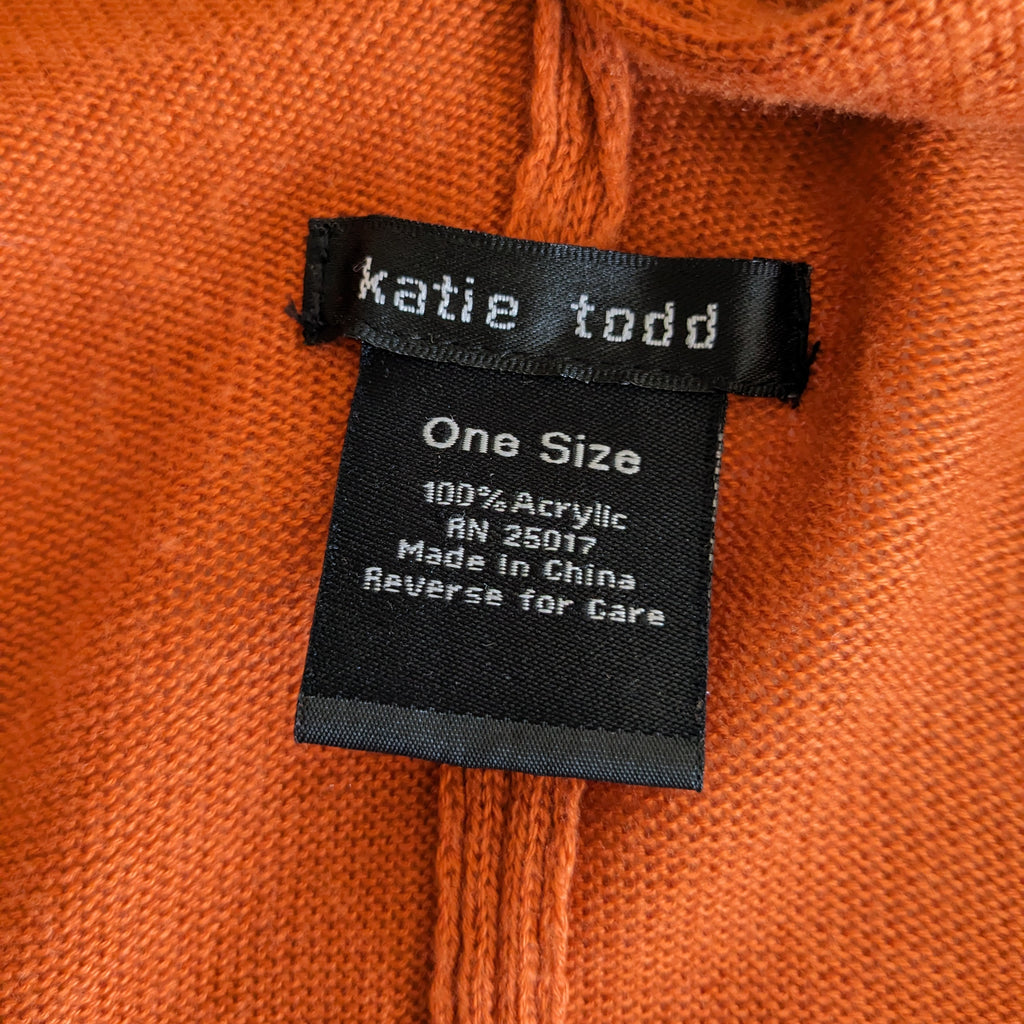 katie todd
One Size
100% Acrylic
RN 25017
Made In China
Reverse for Care